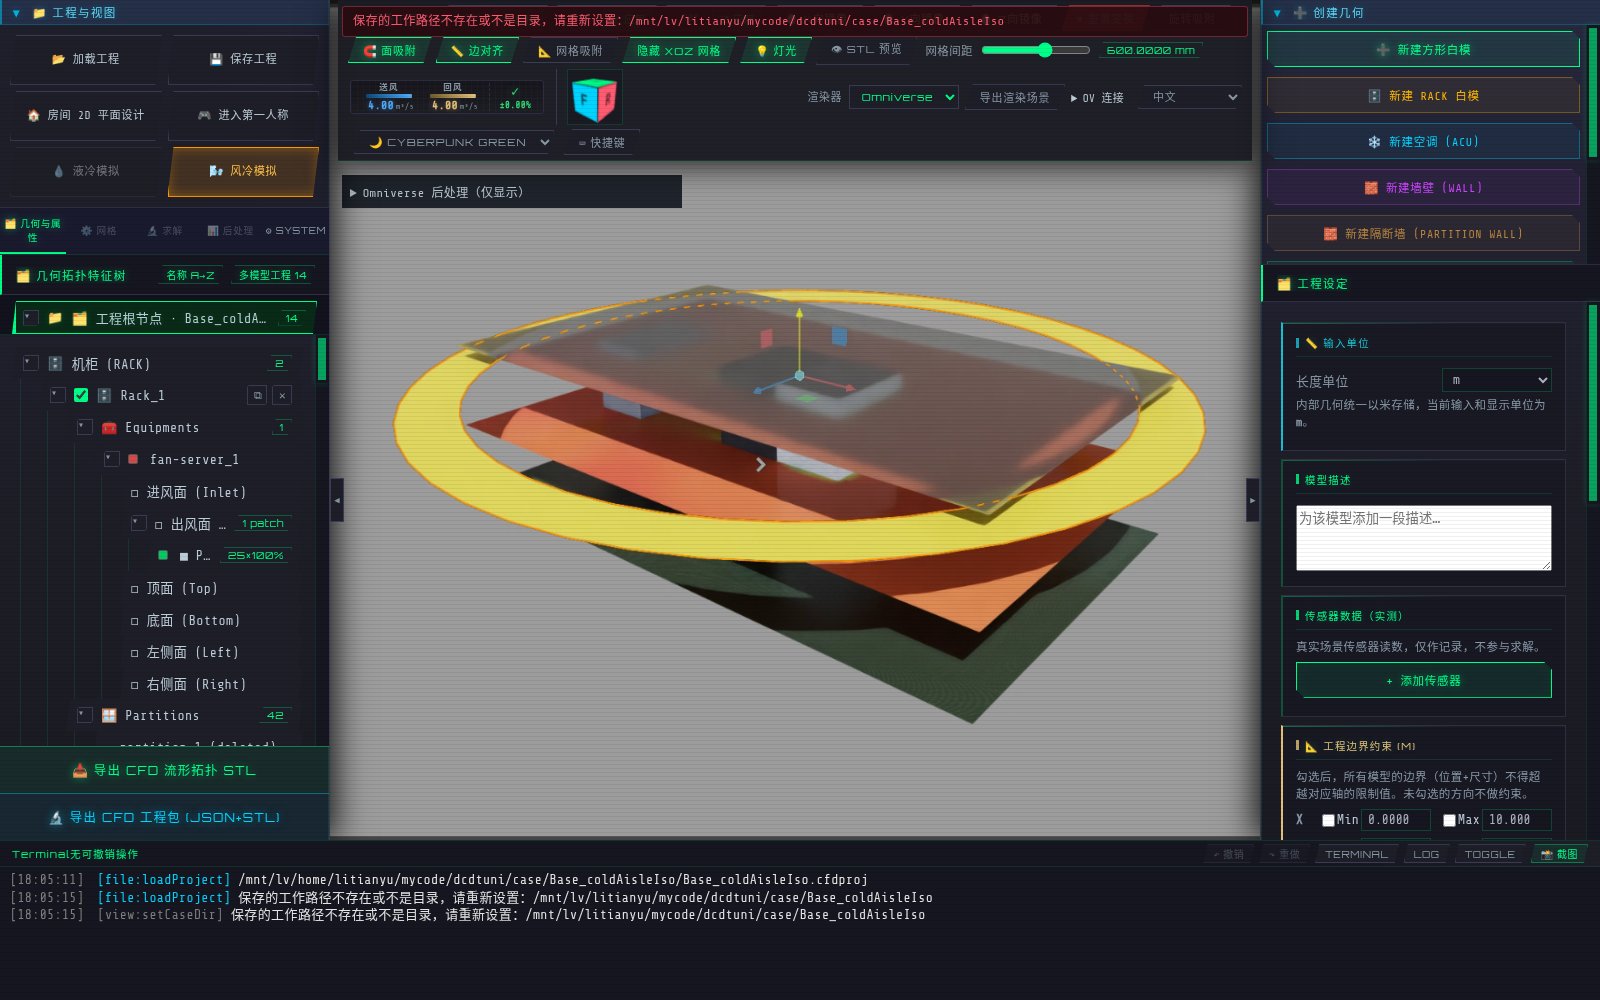 工程与视图
加载工程
保存工程
房间 2D 平面设计
进入第一人称
液冷模拟
风冷模拟
几何与属性
网格
求解
后处理
SYSTEM
几何拓扑特征树
名称 A→Z
多模型工程 14
工程根节点 · Base_coldA…
14
机柜 (RACK)
2
Rack_1
Equipments
1
fan-server_1
进风面 (Inlet)
出风面 …
1 patch
P…
25×100%
顶面 (Top)
底面 (Bottom)
左侧面 (Left)
右侧面 (Right)
Partitions
42
导出 CFD 流形拓扑 STL
导出 CFD 工程包 (JSON+STL)
保存的工作路径不存在或不是目录，请重新设置：/mnt/lv/litianyu/mycode/dcdtuni/case/Base_coldAisleIso
面吸附
边对齐
网格吸附
隐藏 XOZ 网格
灯光
STL 预览
网格间距
600.0000 mm
送风
4.00 m³/s
回风
4.00 m³/s
✓
±0.00%
F
R
渲染器
Omniverse
导出渲染场景
▶ OV 连接
中文
CYBERPUNK GREEN
快捷键
▶ Omniverse 后处理（仅显示）
创建几何
新建方形白模
新建 RACK 白模
新建空调 (ACU)
新建墙壁 (WALL)
新建隔断墙 (PARTITION WALL)
工程设定
输入单位
长度单位
m
内部几何统一以米存储，当前输入和显示单位为
m。
模型描述
为该模型添加一段描述…
传感器数据（实测）
真实场景传感器读数，仅作记录，不参与求解。
+ 添加传感器
工程边界约束 (M)
勾选后，所有模型的边界（位置+尺寸）不得超
越对应轴的限制值。未勾选的方向不做约束。
X
Min
0.0000
Max
10.000
Terminal无可撤销操作
撤销
重做
TERMINAL
LOG
TOGGLE
截图
[18:05:11] [file:loadProject] /mnt/lv/home/litianyu/mycode/dcdtuni/case/Base_coldAisleIso/Base_coldAisleIso.cfdproj
[18:05:15] [file:loadProject] 保存的工作路径不存在或不是目录，请重新设置：/mnt/lv/litianyu/mycode/dcdtuni/case/Base_coldAisleIso
[18:05:15] [view:setCaseDir] 保存的工作路径不存在或不是目录，请重新设置：/mnt/lv/litianyu/mycode/dcdtuni/case/Base_coldAisleIso